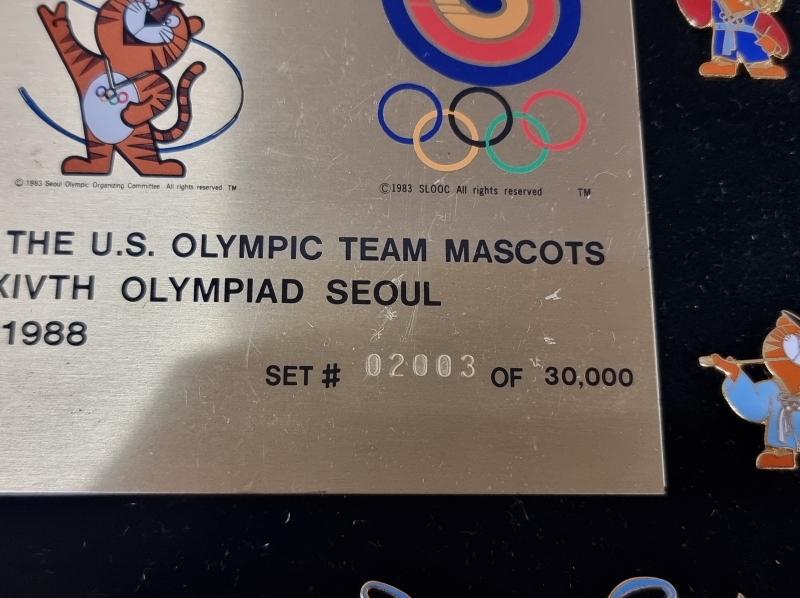 © 1983 Seoul Olympic Organizing Committee All rights reserved. TM
©1983 SLOOC All rights reserved TM
THE U.S. OLYMPIC TEAM MASCOTS
XIVTH OLYMPIAD SEOUL
1988
SET # 02003 OF 30,000